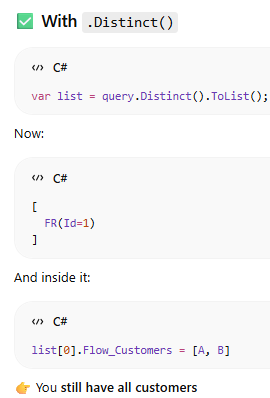 ✅ With .Distinct()
</> C#
var list = query.Distinct().ToList();
Now:
</> C#
[
FR(Id=1)
]
And inside it:
</> C#
list[0].Flow_Customers = [A, B]
👉 You still have all customers